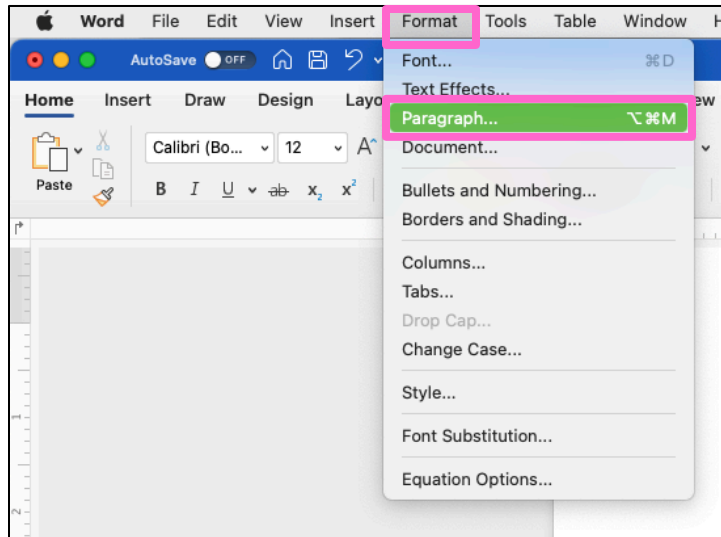 Word File Edit View Insert Format Tools Table Window
AutoSave OFF
Home Insert Draw Design
Calibri (Bo... 12 A^
Paste B I U ab x₂ x²
Font... ⌘D
Text Effects...
Paragraph... ⌥⌘M
Document...
Bullets and Numbering...
Borders and Shading...
Columns...
Tabs...
Drop Cap...
Change Case...
Style...
Font Substitution...
Equation Options...
1
2